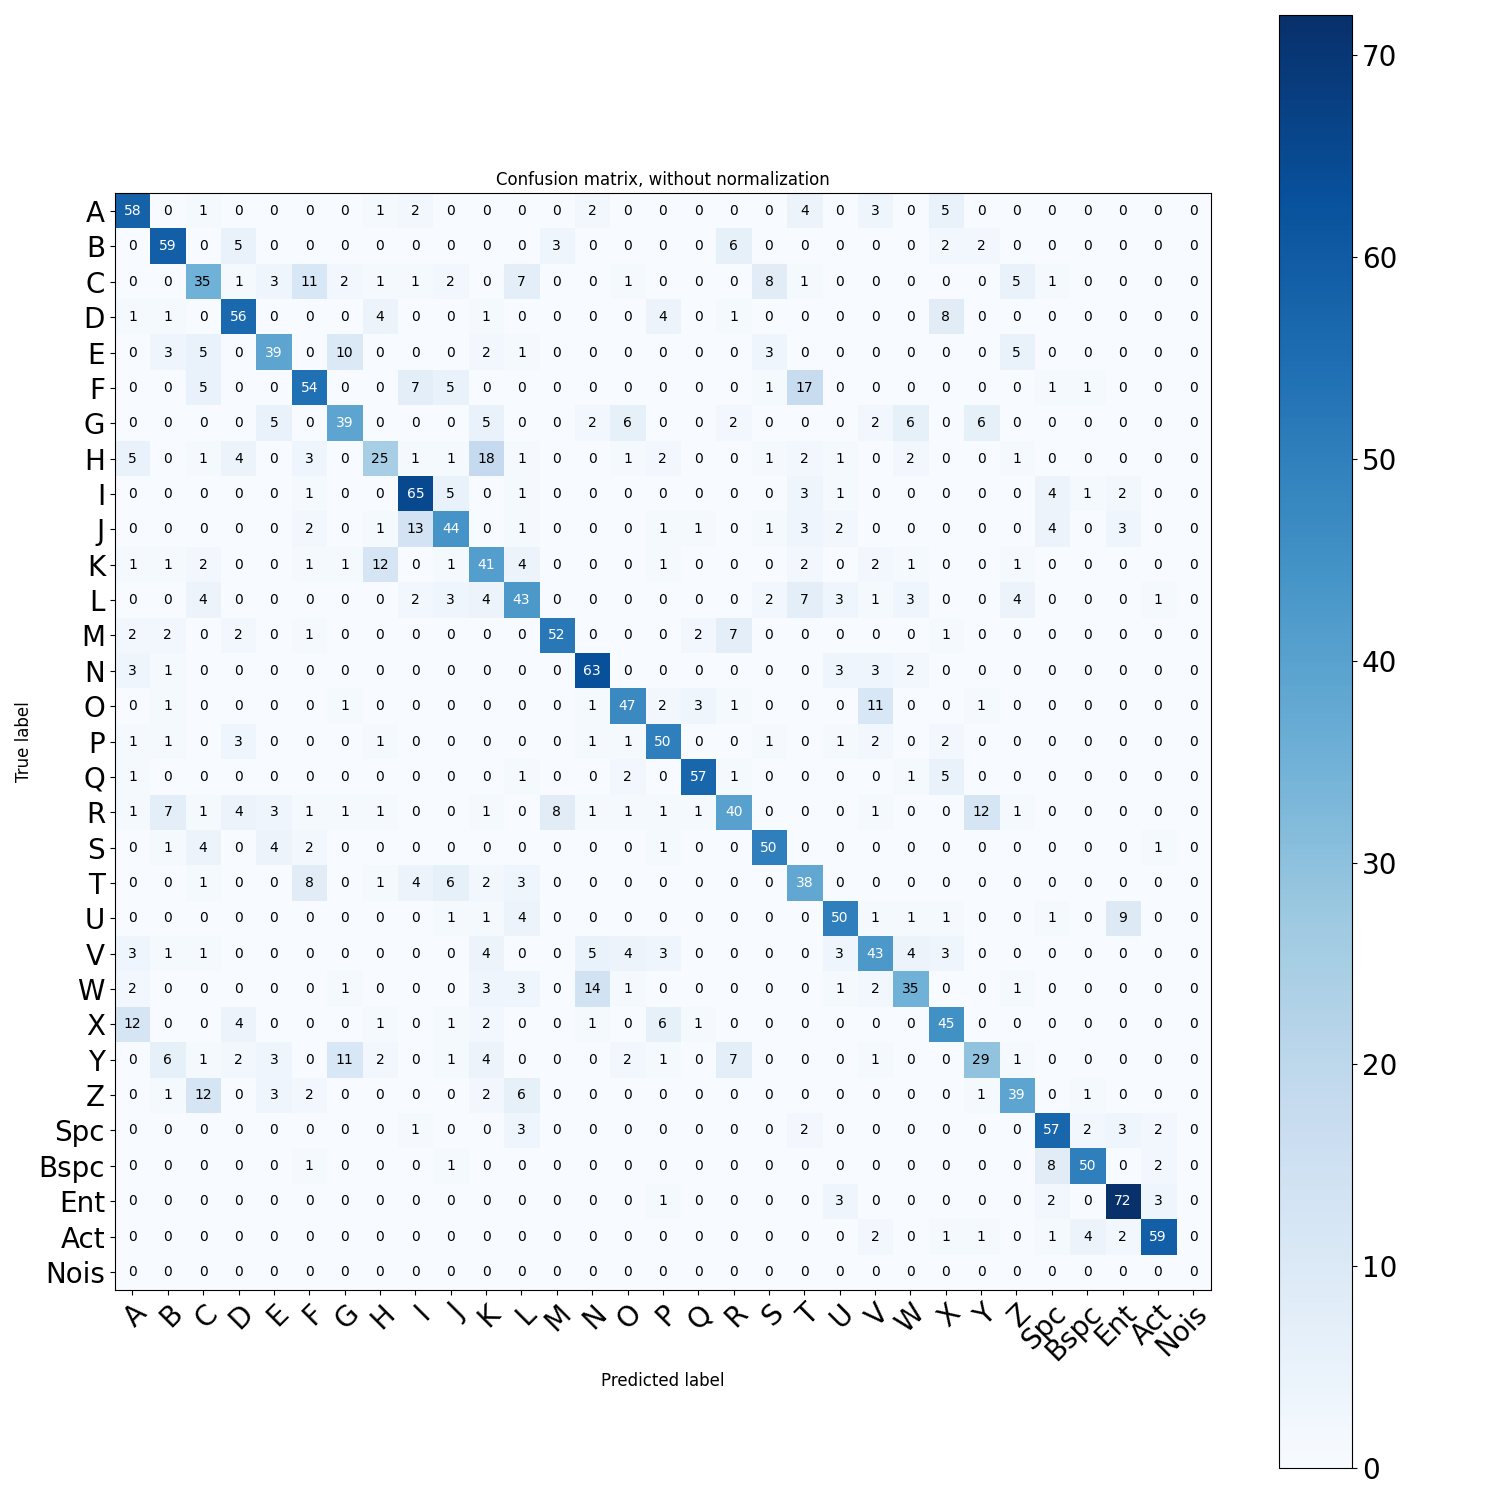 Confusion matrix, without normalization
A 58 0 1 0 0 0 0 1 2 0 0 0 0 2 0 0 0 0 0 4 0 3 0 5 0 0 0 0 0 0 0
B 0 59 0 5 0 0 0 0 0 0 0 0 3 0 0 0 0 6 0 0 0 0 0 2 2 0 0 0 0 0 0
C 0 0 35 1 3 11 2 1 1 2 0 7 0 0 1 0 0 0 8 1 0 0 0 0 0 5 1 0 0 0 0
D 1 1 0 56 0 0 0 4 0 0 1 0 0 0 0 4 0 1 0 0 0 0 0 8 0 0 0 0 0 0 0
E 0 3 5 0 39 0 10 0 0 0 2 1 0 0 0 0 0 0 3 0 0 0 0 0 0 5 0 0 0 0 0
F 0 0 5 0 0 54 0 0 7 5 0 0 0 0 0 0 0 0 1 17 0 0 0 0 0 0 1 1 0 0 0
G 0 0 0 0 5 0 39 0 0 0 5 0 0 2 6 0 0 2 0 0 0 2 6 0 6 0 0 0 0 0 0
H 5 0 1 4 0 3 0 25 1 1 18 1 0 0 1 2 0 0 1 2 1 0 2 0 0 1 0 0 0 0 0
I 0 0 0 0 0 1 0 0 65 5 0 1 0 0 0 0 0 0 0 3 1 0 0 0 0 0 4 1 2 0 0
J 0 0 0 0 0 2 0 1 13 44 0 1 0 0 0 1 1 0 1 3 2 0 0 0 0 0 4 0 3 0 0
K 1 1 2 0 0 1 1 12 0 1 41 4 0 0 0 1 0 0 0 2 0 2 1 0 0 1 0 0 0 0 0
L 0 0 4 0 0 0 0 0 2 3 4 43 0 0 0 0 0 0 2 7 3 1 3 0 0 4 0 0 0 1 0
M 2 2 0 2 0 1 0 0 0 0 0 0 52 0 0 0 2 7 0 0 0 0 0 1 0 0 0 0 0 0 0
N 3 1 0 0 0 0 0 0 0 0 0 0 0 63 0 0 0 0 0 0 3 3 2 0 0 0 0 0 0 0 0
O 0 1 0 0 0 0 1 0 0 0 0 0 0 1 47 2 3 1 0 0 0 11 0 0 1 0 0 0 0 0 0
P 1 1 0 3 0 0 0 1 0 0 0 0 0 1 1 50 0 0 1 0 1 2 0 2 0 0 0 0 0 0 0
Q 1 0 0 0 0 0 0 0 0 0 0 1 0 0 2 0 57 1 0 0 0 0 1 5 0 0 0 0 0 0 0
R 1 7 1 4 3 1 1 1 0 0 1 0 8 1 1 1 1 40 0 0 0 1 0 0 12 1 0 0 0 0 0
S 0 1 4 0 4 2 0 0 0 0 0 0 0 0 0 1 0 0 50 0 0 0 0 0 0 0 0 0 0 1 0
T 0 0 1 0 0 8 0 1 4 6 2 3 0 0 0 0 0 0 0 38 0 0 0 0 0 0 0 0 0 0 0
U 0 0 0 0 0 0 0 0 0 1 1 4 0 0 0 0 0 0 0 0 50 1 1 1 0 0 1 0 9 0 0
V 3 1 1 0 0 0 0 0 0 0 4 0 0 5 4 3 0 0 0 0 3 43 4 3 0 0 0 0 0 0 0
W 2 0 0 0 0 0 1 0 0 0 3 3 0 14 1 0 0 0 0 0 1 2 35 0 0 1 0 0 0 0 0
X 12 0 0 4 0 0 0 1 0 1 2 0 0 1 0 6 1 0 0 0 0 0 0 45 0 0 0 0 0 0 0
Y 0 6 1 2 3 0 11 2 0 1 4 0 0 0 2 1 0 7 0 0 0 1 0 0 29 1 0 0 0 0 0
Z 0 1 12 0 3 2 0 0 0 0 2 6 0 0 0 0 0 0 0 0 0 0 0 0 1 39 0 1 0 0 0
Spc 0 0 0 0 0 0 0 0 1 0 0 3 0 0 0 0 0 0 0 2 0 0 0 0 0 0 57 2 3 2 0
Bspc 0 0 0 0 0 1 0 0 0 1 0 0 0 0 0 0 0 0 0 0 0 0 0 0 0 0 8 50 0 2 0
Ent 0 0 0 0 0 0 0 0 0 0 0 0 0 0 0 1 0 0 0 0 3 0 0 0 0 0 2 0 72 3 0
Act 0 0 0 0 0 0 0 0 0 0 0 0 0 0 0 0 0 0 0 0 0 2 0 1 1 0 1 4 2 59 0
Nois 0 0 0 0 0 0 0 0 0 0 0 0 0 0 0 0 0 0 0 0 0 0 0 0 0 0 0 0 0 0 0
A B C D E F G H I J K L M N O P Q R S T U V W X Y Z Spc Bspc Ent Act Nois
Predicted label
True label
70
60
50
40
30
20
10
0